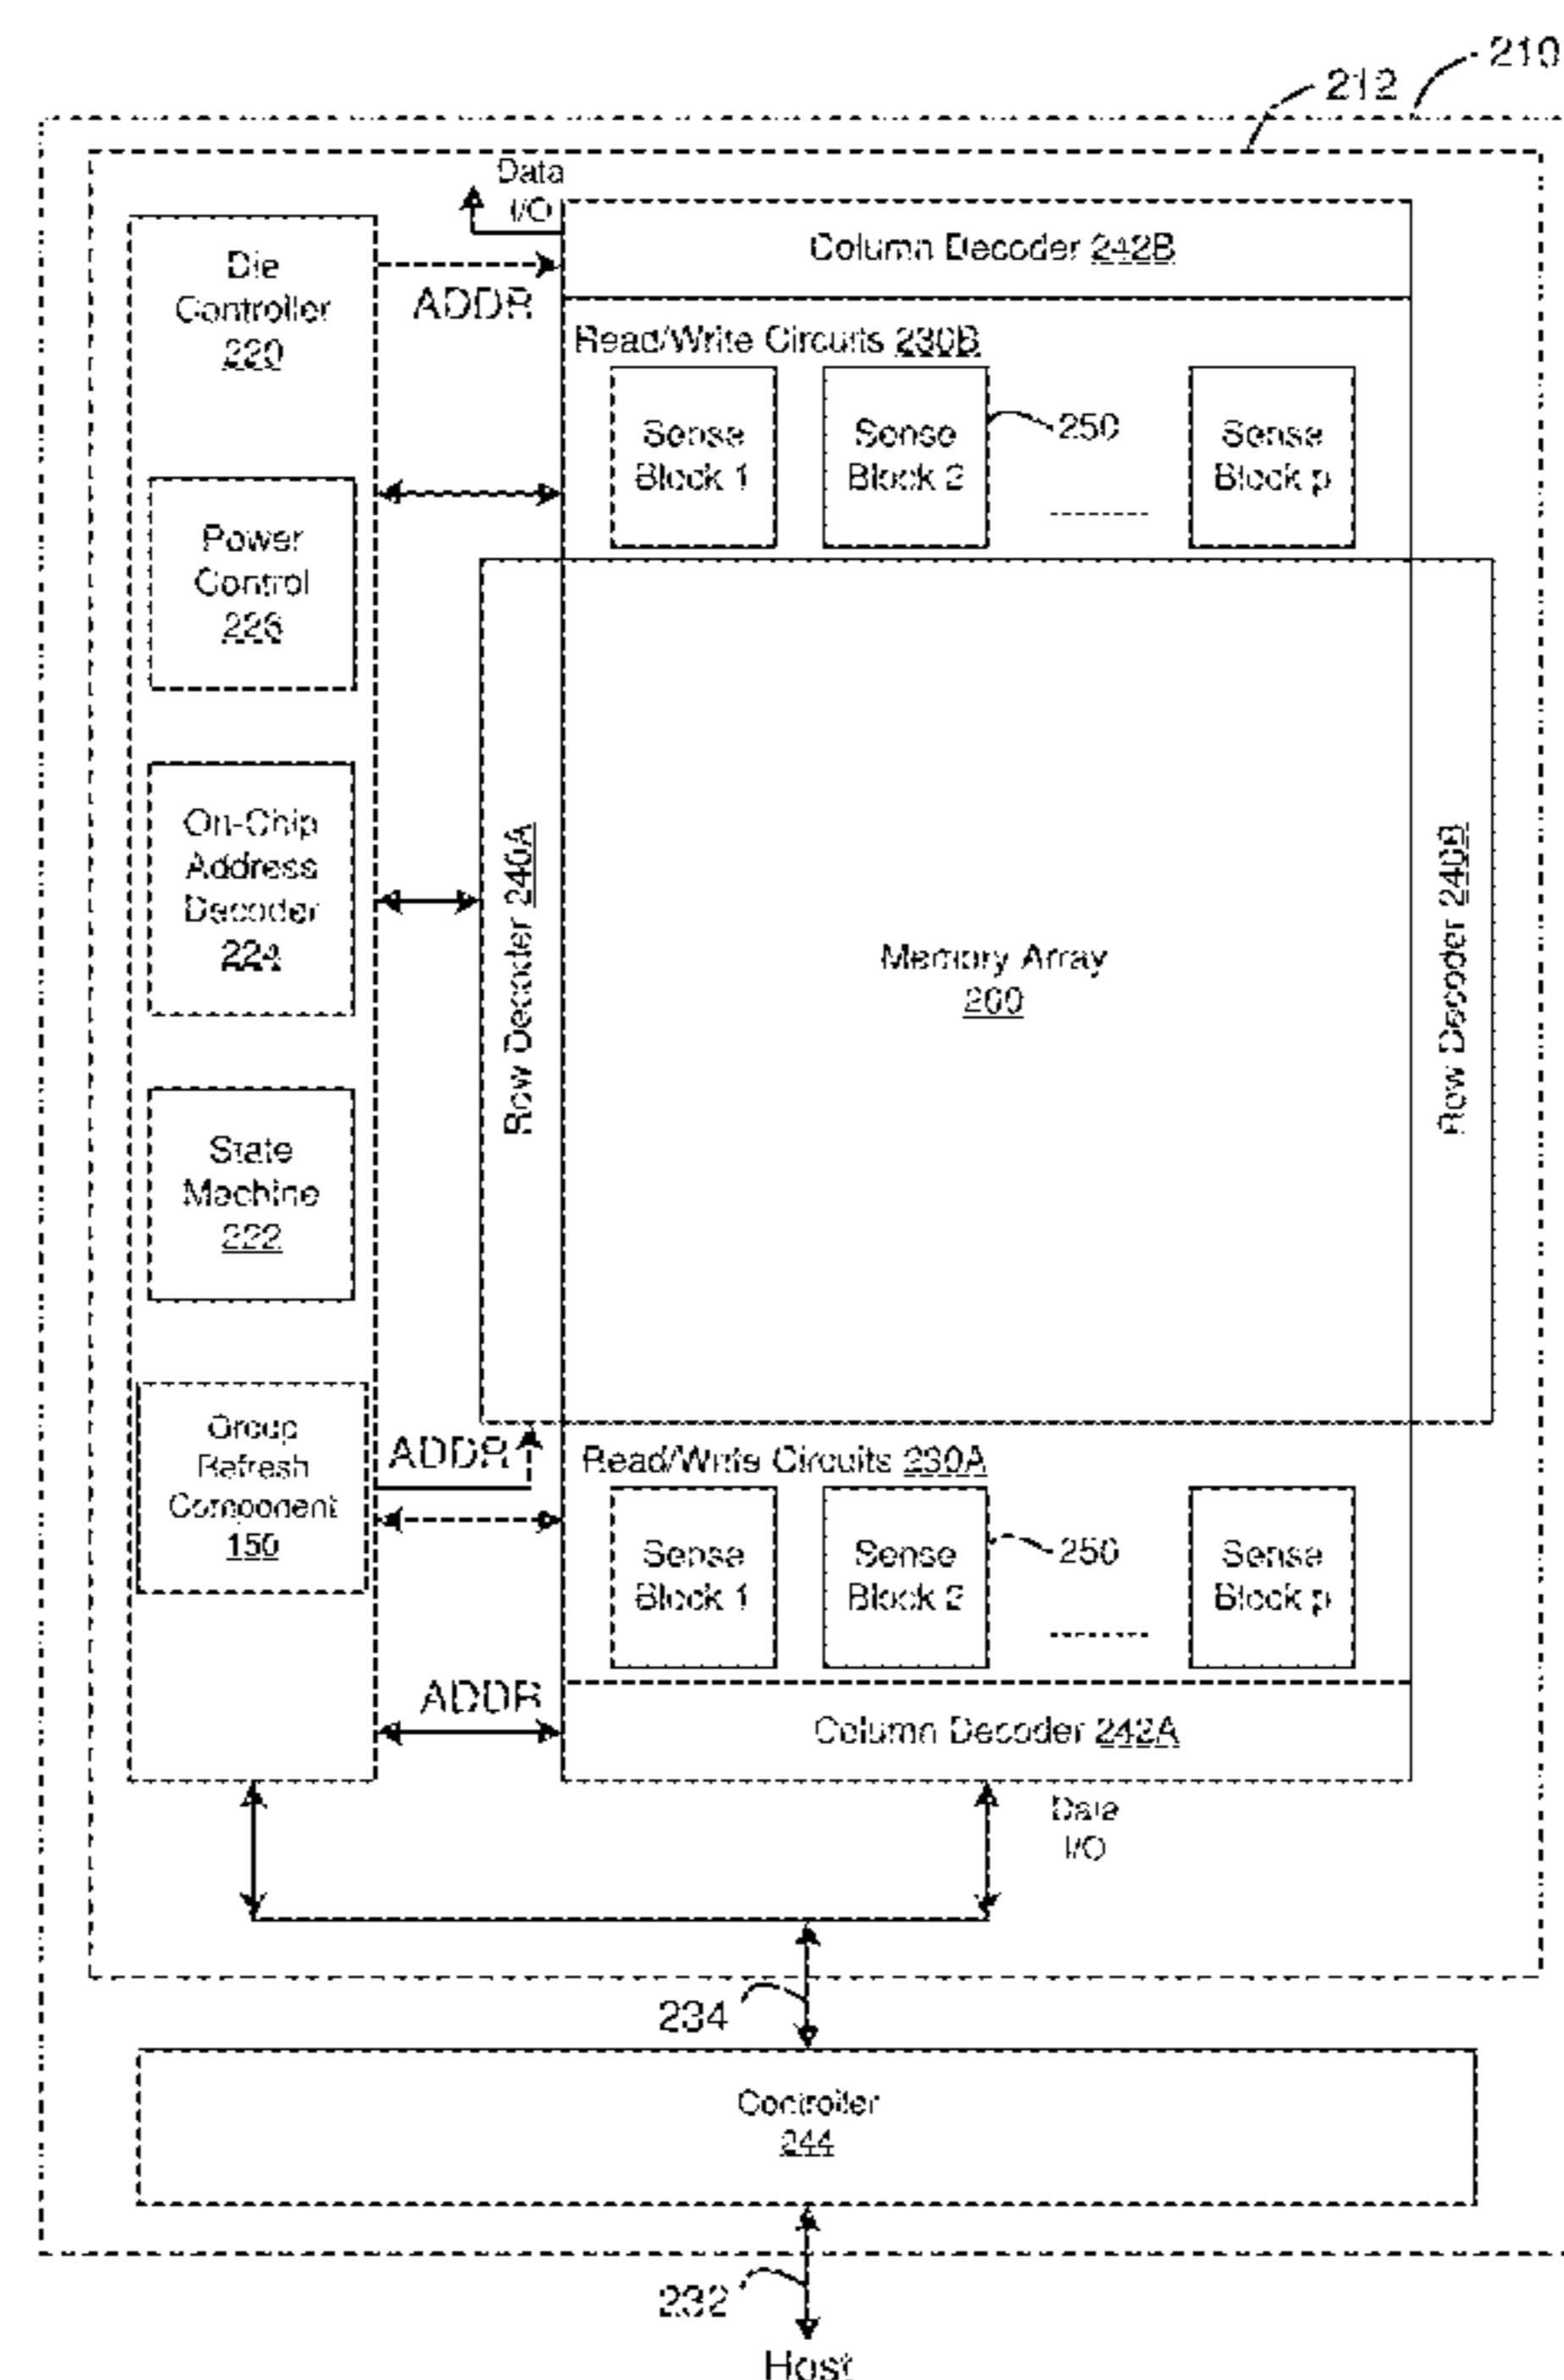 210
212
Data
I/O
Die
Controller
220
ADDR
Column Decoder 242B
Read/Write Circuits 230B
Sense
Block 1
Sense
Block 2
250
Sense
Block p
Power
Control
226
On-Chip
Address
Decoder
224
Row Decoder 240A
Memory Array
200
Row Decoder 240B
State
Machine
222
Group
Refresh
Component
150
ADDR
Read/Write Circuits 230A
Sense
Block 1
Sense
Block 2
250
Sense
Block p
ADDR
Column Decoder 242A
Data
I/O
234
Controller
244
232
Host